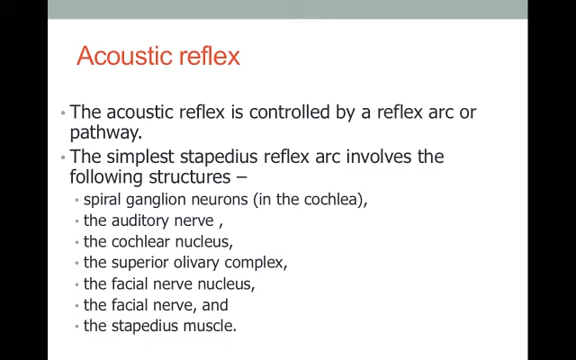 Acoustic reflex
• The acoustic reflex is controlled by a reflex arc or
pathway.
• The simplest stapedius reflex arc involves the
following structures –
• spiral ganglion neurons (in the cochlea),
• the auditory nerve ,
• the cochlear nucleus,
• the superior olivary complex,
• the facial nerve nucleus,
• the facial nerve, and
• the stapedius muscle.